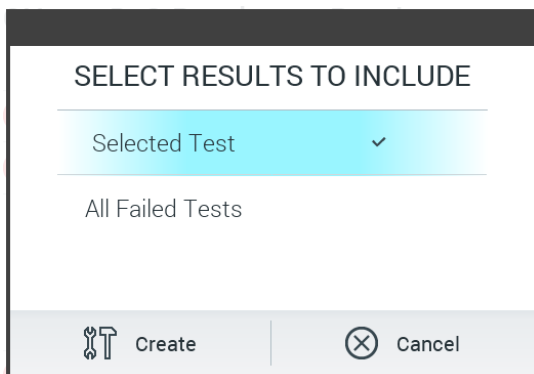 SELECT RESULTS TO INCLUDE
Selected Test
All Failed Tests
Create
Cancel